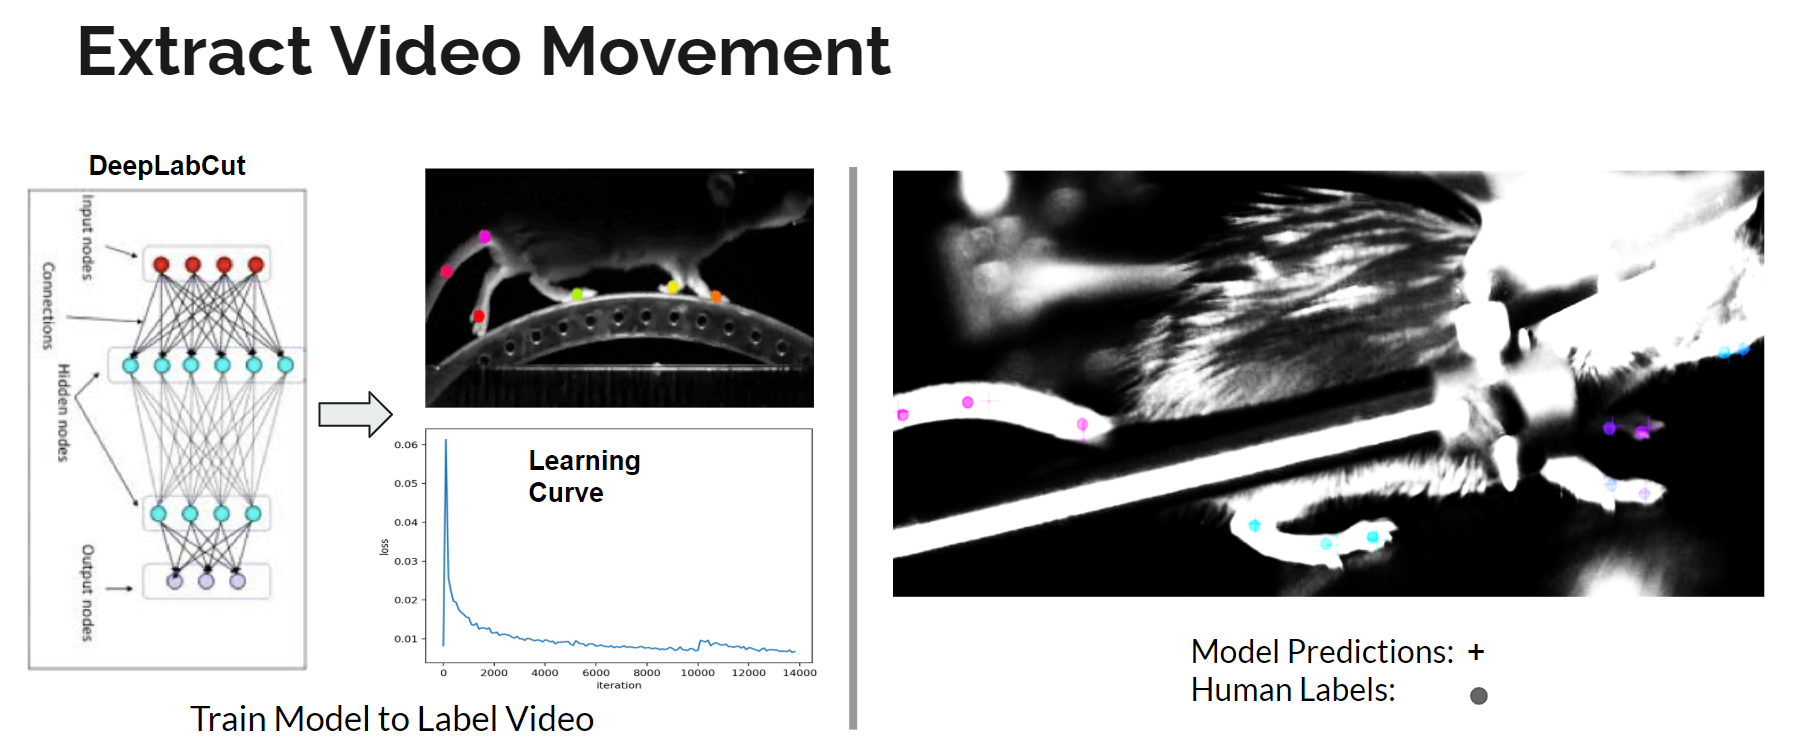 Extract Video Movement
DeepLabCut
Input nodes
Connections
Hidden nodes
Output nodes
Learning
Curve
0.06
0.05
0.04
0.03
0.02
0.01
loss
0 2000 4000 6000 8000 10000 12000 14000
iteration
Train Model to Label Video
Model Predictions: +
Human Labels: